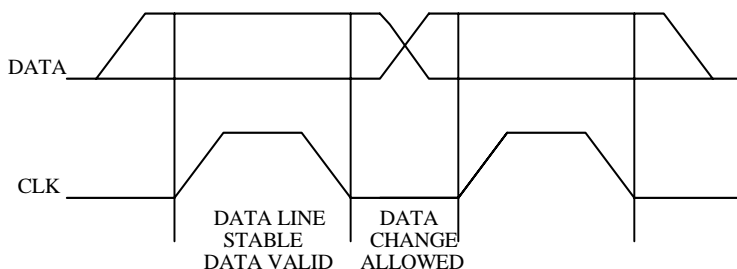 DATA
CLK
DATA LINE
STABLE
DATA VALID
DATA
CHANGE
ALLOWED